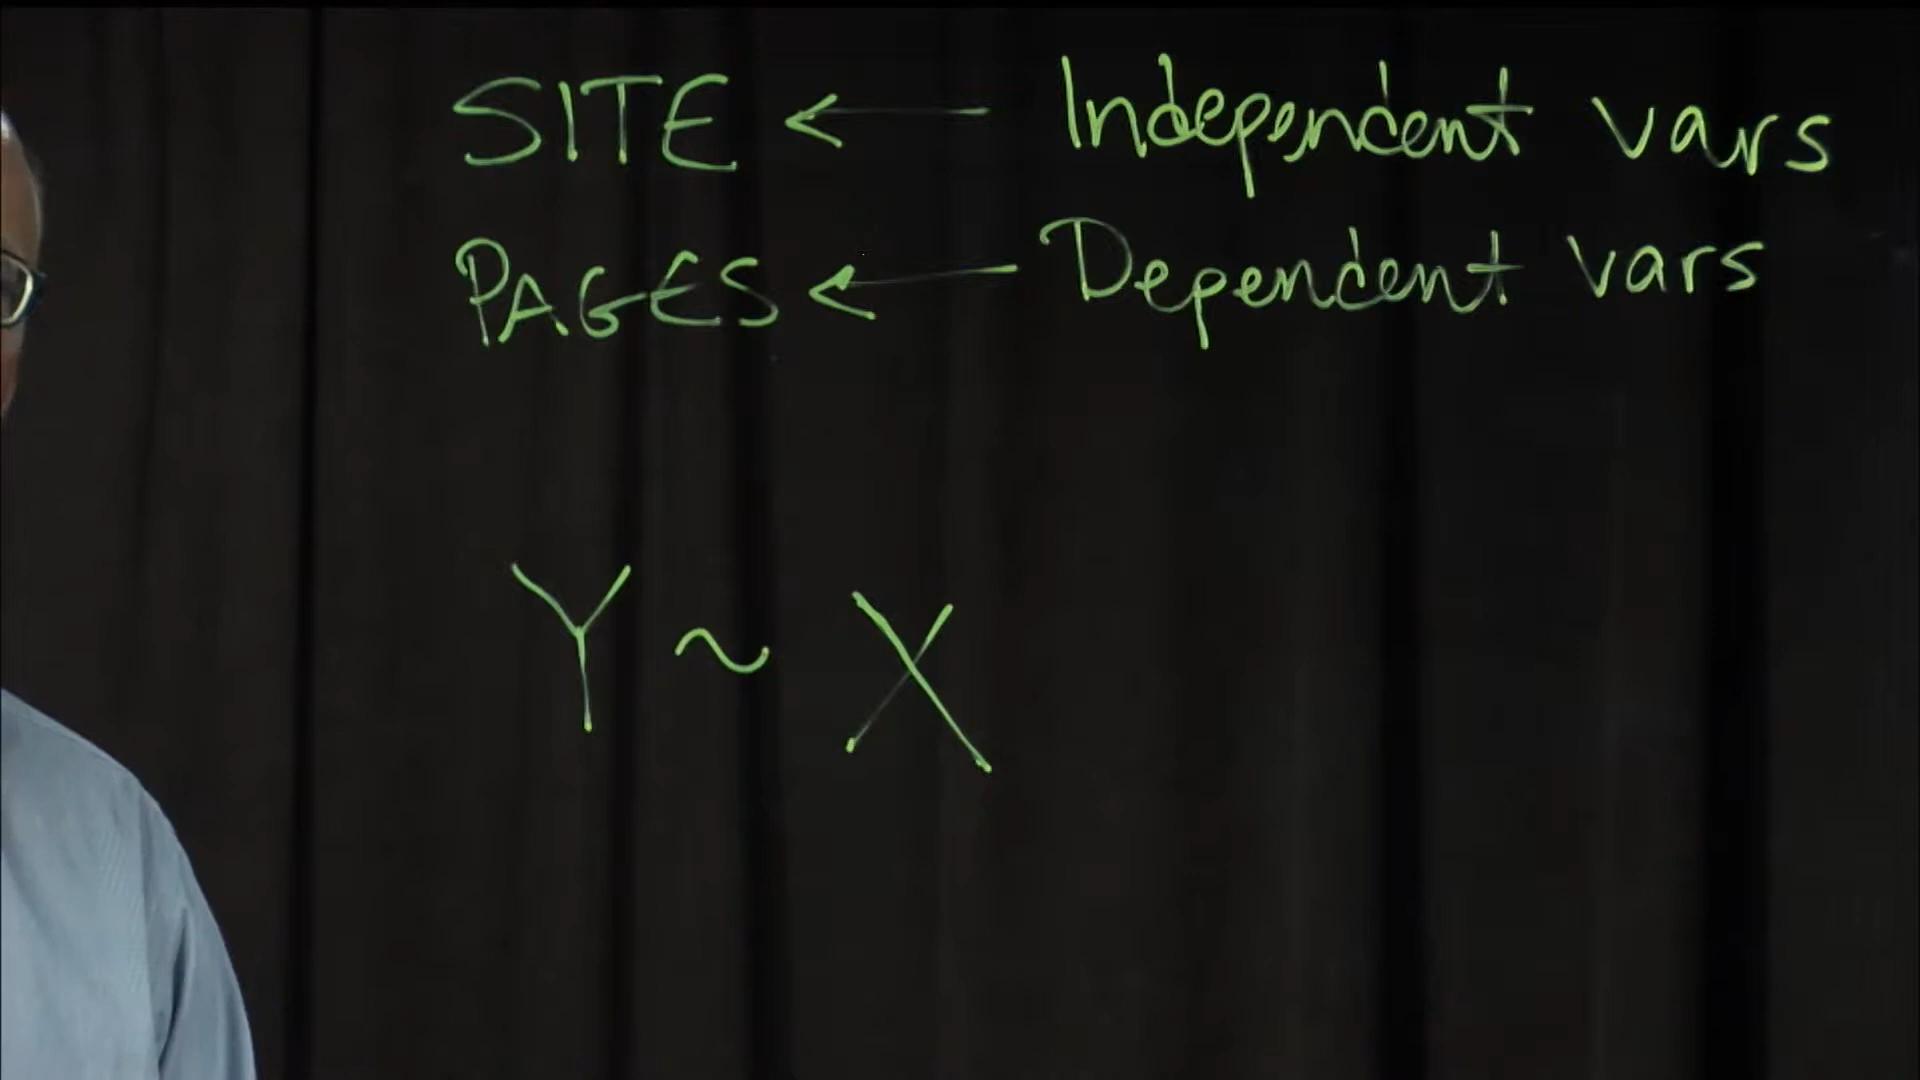 SITE ← Independent vars
PAGES ← Dependent vars
Y ~ X